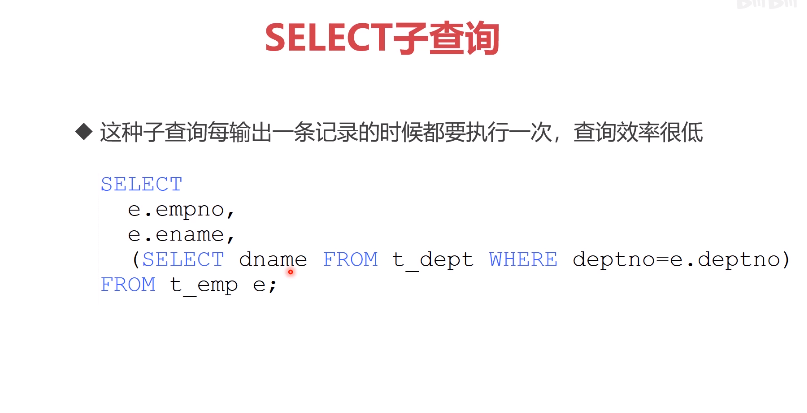 SELECT子查询
◆ 这种子查询每输出一条记录的时候都要执行一次，查询效率很低
SELECT
e.empno,
e.ename,
(SELECT dname FROM t_dept WHERE deptno=e.deptno)
FROM t_emp e;